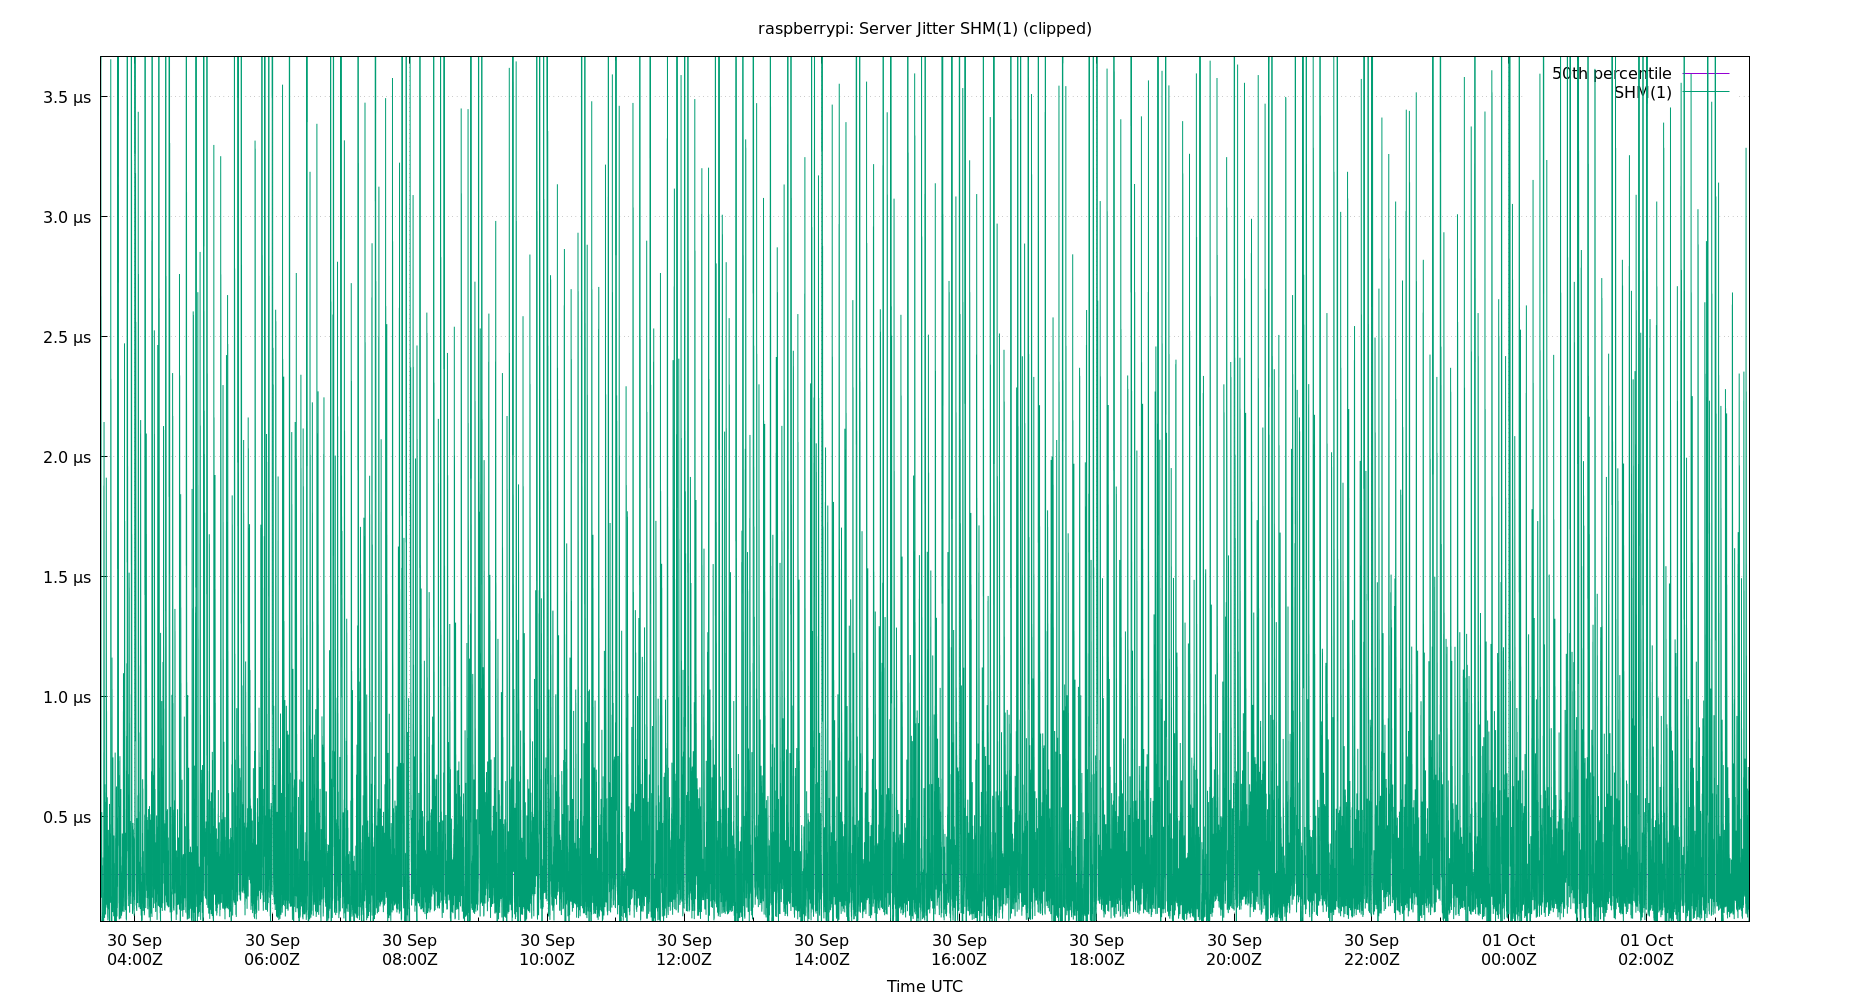 raspberrypi: Server Jitter SHM(1) (clipped)
50th percentile
SHM(1)
3.5 µs
3.0 µs
2.5 µs
2.0 µs
1.5 µs
1.0 µs
0.5 µs
30 Sep 30 Sep 30 Sep 30 Sep 30 Sep 30 Sep 30 Sep 30 Sep 30 Sep 30 Sep 01 Oct 01 Oct
04:00Z 06:00Z 08:00Z 10:00Z 12:00Z 14:00Z 16:00Z 18:00Z 20:00Z 22:00Z 00:00Z 02:00Z
Time UTC